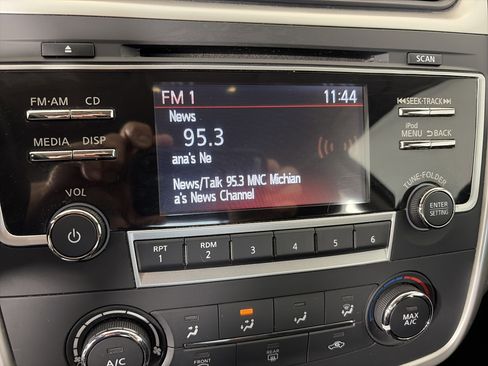 SCAN
FM·AM CD
MEDIA DISP
VOL
FM 1 11:44
News
95.3
ana's Ne
News/Talk 95.3 MNC Michian
a's News Channel
SEEK·TRACK
iPod
MENU BACK
TUNE·FOLDER
ENTER
SETTING
RPT
1
RDM
2
3
4
5
6
A/C
FRONT
REAR
MAX
A/C